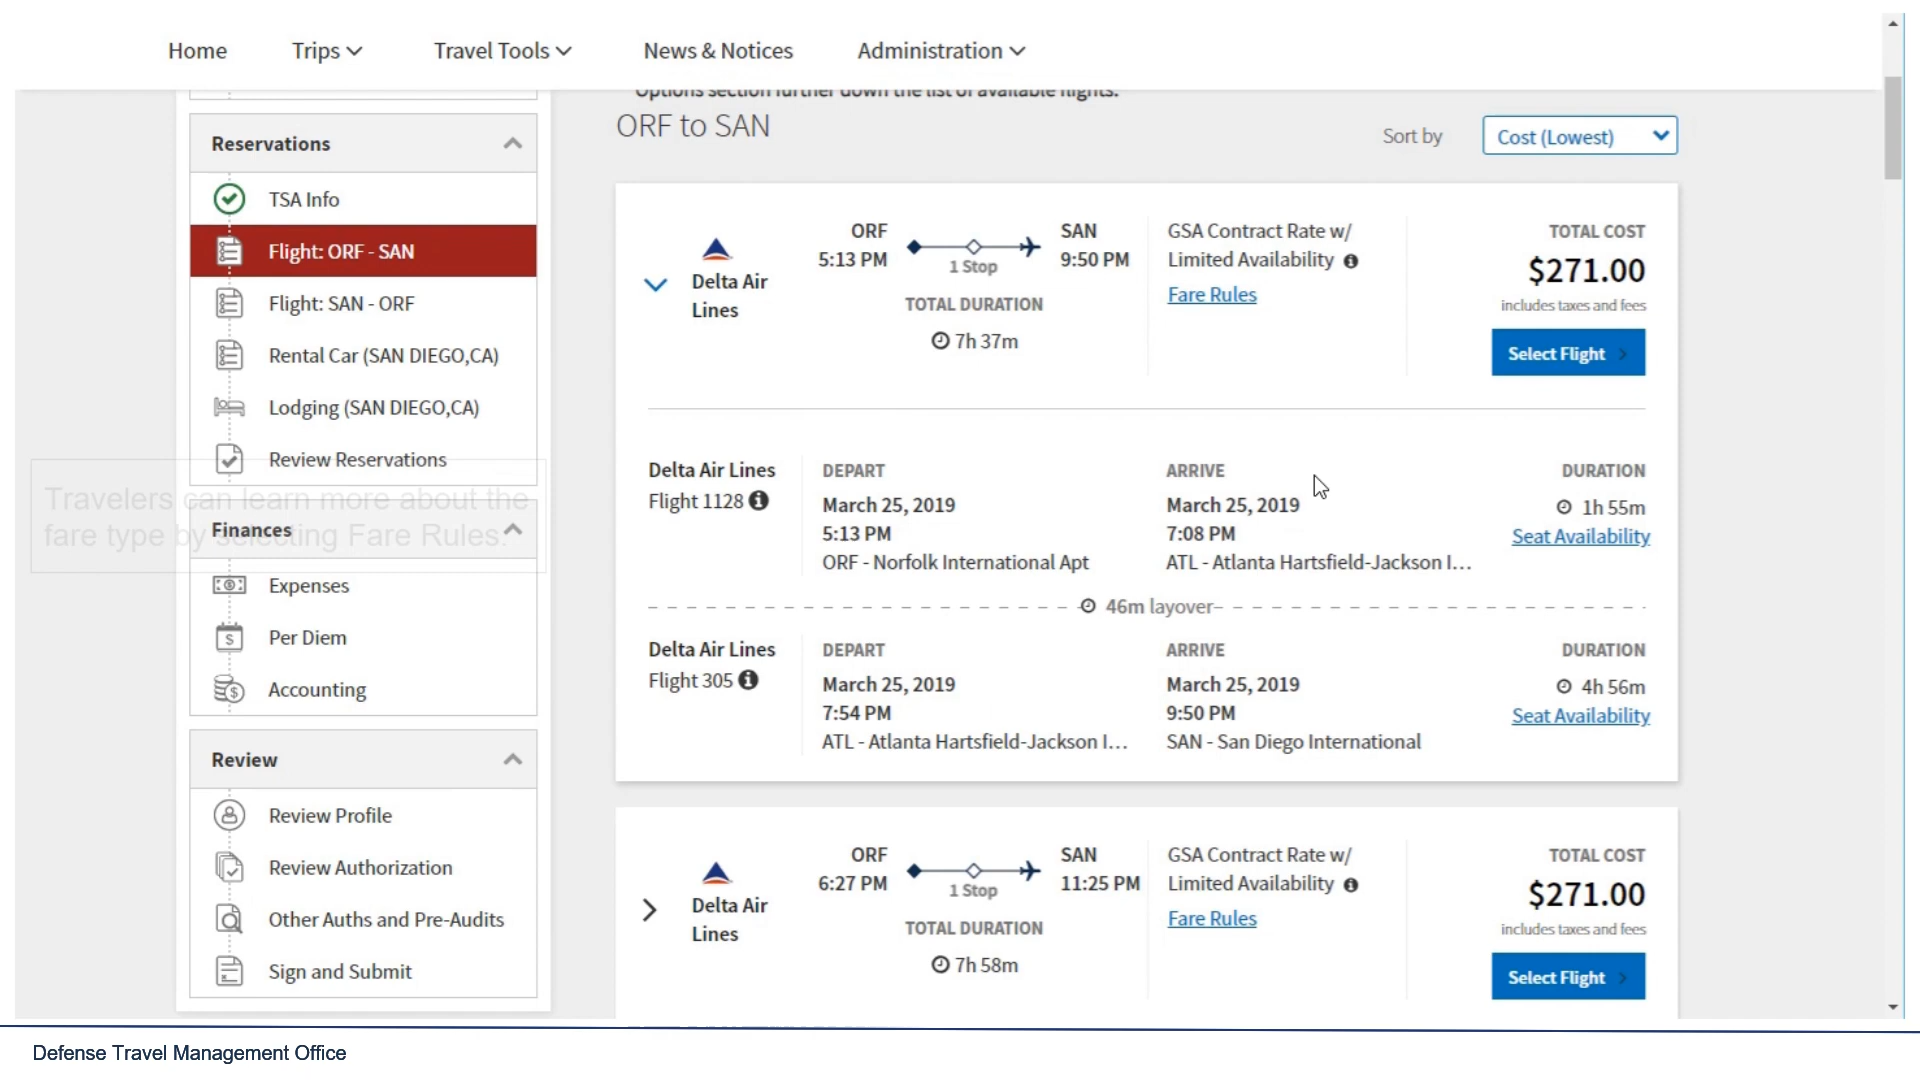 Home Trips Travel Tools News & Notices Administration
Options section further down the list of available flights.
ORF to SAN
Sort by Cost (Lowest)
Reservations
TSA Info
Flight: ORF - SAN
Flight: SAN - ORF
Rental Car (SAN DIEGO,CA)
Lodging (SAN DIEGO,CA)
Review Reservations
Travelers can learn more about the
fare type by selecting Fare Rules.
Finances
Expenses
Per Diem
Accounting
Review
Review Profile
Review Authorization
Other Auths and Pre-Audits
Sign and Submit
Delta Air
Lines
ORF
5:13 PM
1 Stop
SAN
9:50 PM
TOTAL DURATION
7h 37m
GSA Contract Rate w/
Limited Availability
Fare Rules
TOTAL COST
$271.00
includes taxes and fees
Select Flight
Delta Air Lines
Flight 1128
DEPART
March 25, 2019
5:13 PM
ORF - Norfolk International Apt
ARRIVE
March 25, 2019
7:08 PM
ATL - Atlanta Hartsfield-Jackson I...
DURATION
1h 55m
Seat Availability
46m layover
Delta Air Lines
Flight 305
DEPART
March 25, 2019
7:54 PM
ATL - Atlanta Hartsfield-Jackson I...
ARRIVE
March 25, 2019
9:50 PM
SAN - San Diego International
DURATION
4h 56m
Seat Availability
Delta Air
Lines
ORF
6:27 PM
1 Stop
SAN
11:25 PM
TOTAL DURATION
7h 58m
GSA Contract Rate w/
Limited Availability
Fare Rules
TOTAL COST
$271.00
includes taxes and fees
Select Flight
Defense Travel Management Office